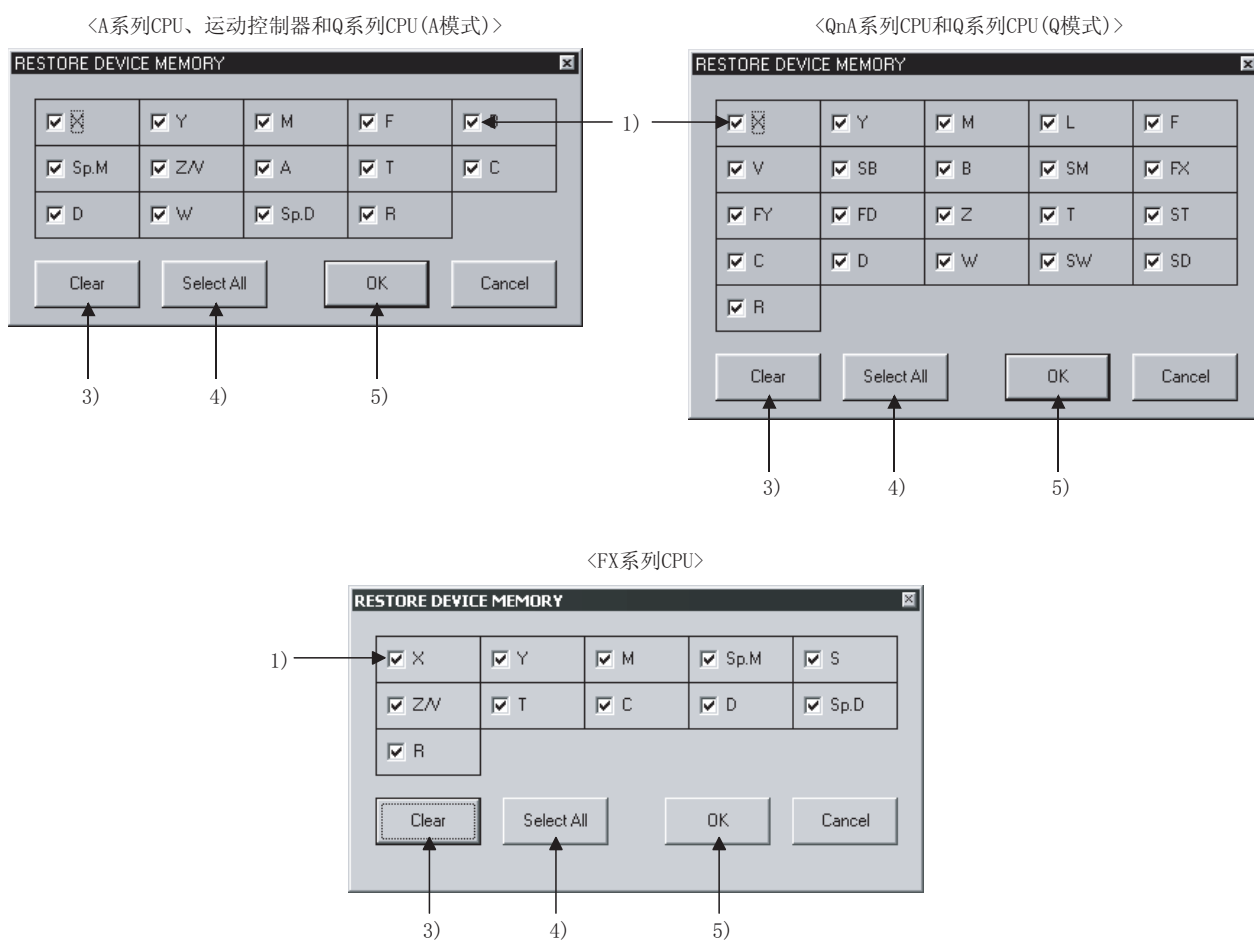 <A系列CPU、运动控制器和Q系列CPU(A模式)>
RESTORE DEVICE MEMORY
X Y M F
Sp.M Z/V A T C
D W Sp.D R
Clear Select All OK Cancel
3) 4) 5)
1)
<QnA系列CPU和Q系列CPU(Q模式)>
RESTORE DEVICE MEMORY
X Y M L F
V SB B SM FX
FY FD Z T ST
C D W SW SD
R
Clear Select All OK Cancel
3) 4) 5)
<FX系列CPU>
RESTORE DEVICE MEMORY
1)
X Y M Sp.M S
Z/V T C D Sp.D
R
Clear Select All OK Cancel
3) 4) 5)